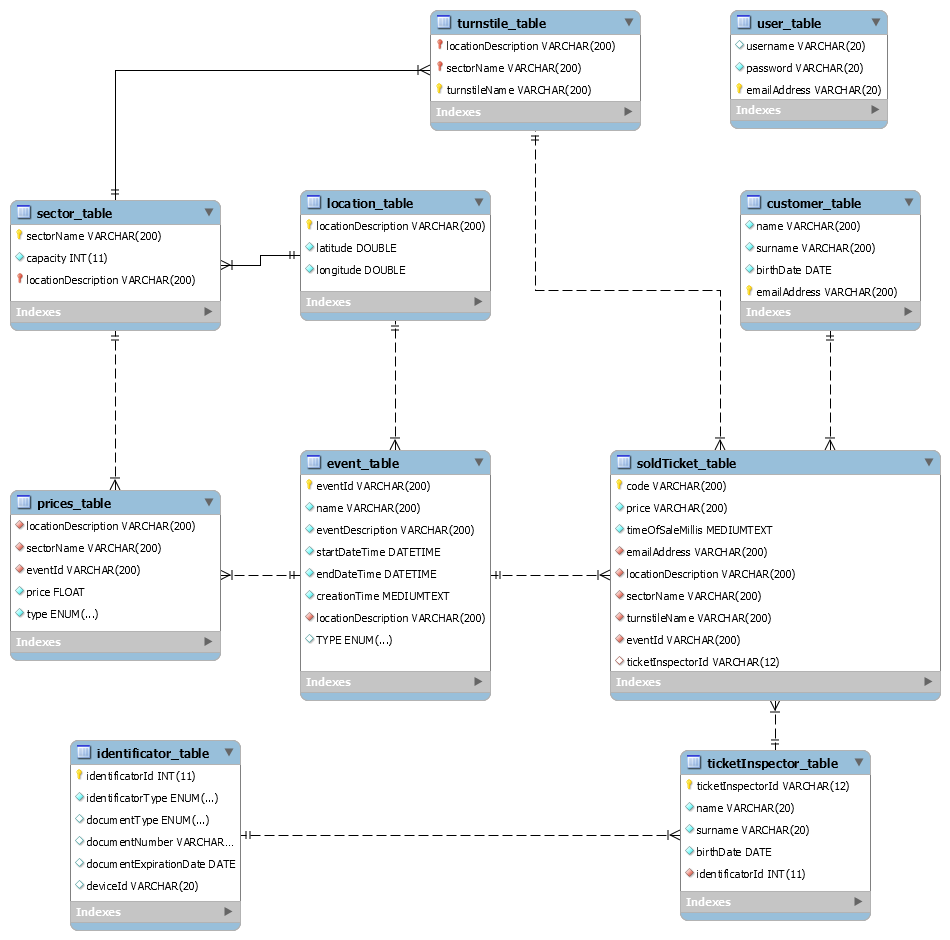 turnstile_table
locationDescription VARCHAR(200)
sectorName VARCHAR(200)
turnstileName VARCHAR(200)
Indexes
user_table
username VARCHAR(20)
password VARCHAR(20)
emailAddress VARCHAR(20)
Indexes
sector_table
sectorName VARCHAR(200)
capacity INT(11)
locationDescription VARCHAR(200)
Indexes
location_table
locationDescription VARCHAR(200)
latitude DOUBLE
longitude DOUBLE
Indexes
customer_table
name VARCHAR(200)
surname VARCHAR(200)
birthDate DATE
emailAddress VARCHAR(200)
Indexes
prices_table
locationDescription VARCHAR(200)
sectorName VARCHAR(200)
eventId VARCHAR(200)
price FLOAT
type ENUM(...)
Indexes
event_table
eventId VARCHAR(200)
name VARCHAR(200)
eventDescription VARCHAR(200)
startDateTime DATETIME
endDateTime DATETIME
creationTime MEDIUMTEXT
locationDescription VARCHAR(200)
TYPE ENUM(...)
Indexes
soldTicket_table
code VARCHAR(200)
price VARCHAR(200)
timeOfSaleMillis MEDIUMTEXT
emailAddress VARCHAR(200)
locationDescription VARCHAR(200)
sectorName VARCHAR(200)
turnstileName VARCHAR(200)
eventId VARCHAR(200)
ticketInspectorId VARCHAR(12)
Indexes
identificator_table
identificatorId INT(11)
identificatorType ENUM(...)
documentType ENUM(...)
documentNumber VARCHAR...
documentExpirationDate DATE
deviceId VARCHAR(20)
Indexes
ticketInspector_table
ticketInspectorId VARCHAR(12)
name VARCHAR(20)
surname VARCHAR(20)
birthDate DATE
identificatorId INT(11)
Indexes